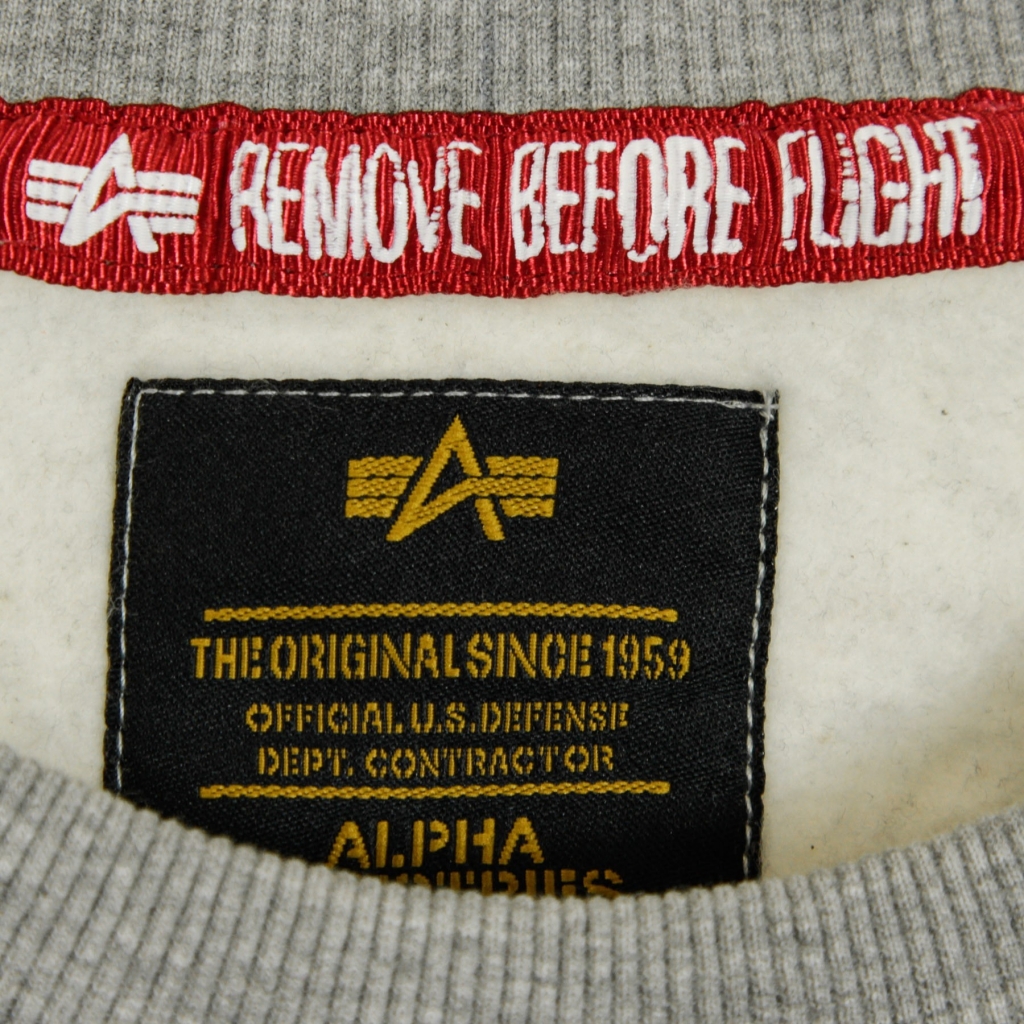 REMOVE BEFORE FLIGHT
THE ORIGINAL SINCE 1959
OFFICIAL U.S. DEFENSE
DEPT. CONTRACTOR
ALPHA